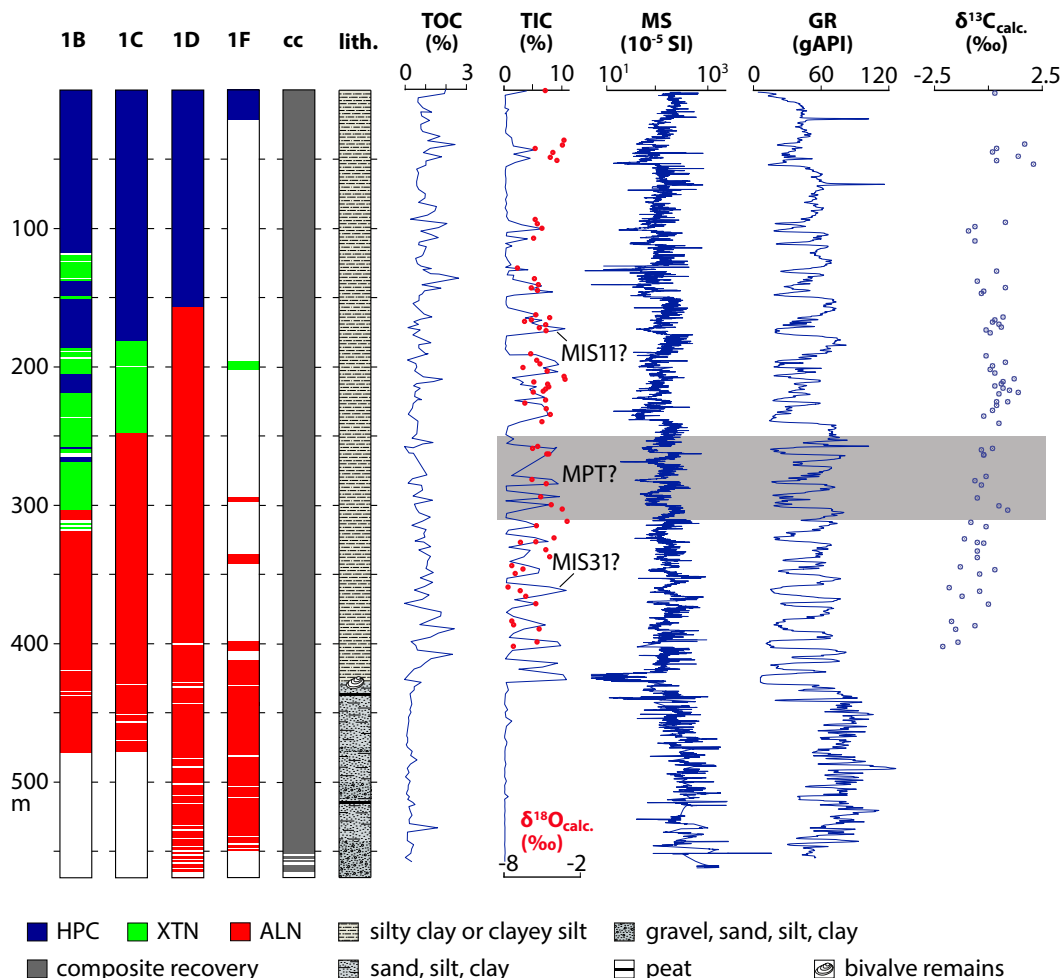 1B 1C 1D 1F cc lith. TOC (%) TIC (%) MS (10⁻⁵ SI) GR (gAPI) δ¹³Ccalc. (‰)
0 3 0 10 10¹ 10³ 0 60 120 -2.5 2.5
100
200
300
400
500
m
MIS11?
MPT?
MIS31?
δ¹⁸Ocalc.
(‰)
-8 -2
HPC XTN ALN silty clay or clayey silt gravel, sand, silt, clay
composite recovery sand, silt, clay peat bivalve remains